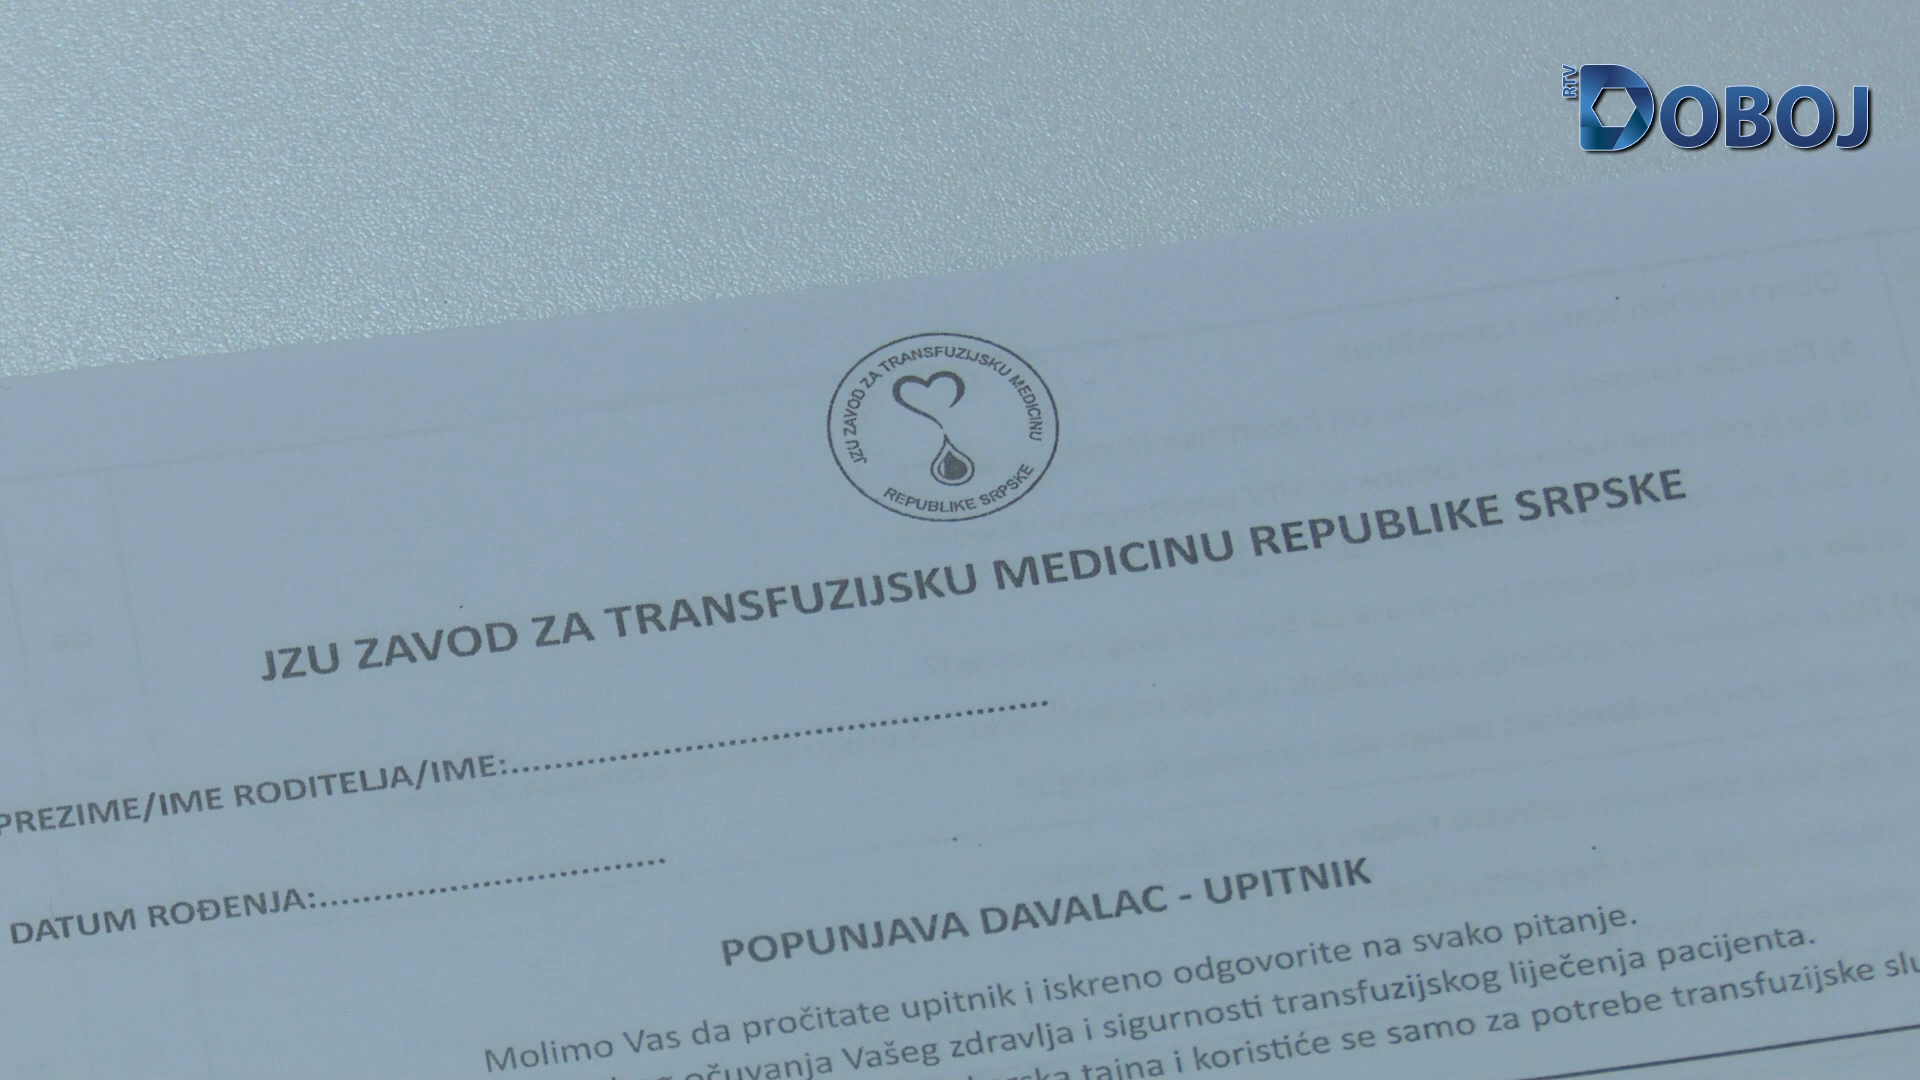 RTV DOBOJ
JZU ZAVOD ZA TRANSFUZIJSKU MEDICINU
REPUBLIKE SRPSKE
JZU ZAVOD ZA TRANSFUZIJSKU MEDICINU REPUBLIKE SRPSKE
PREZIME/IME RODITELJA/IME:..........................................................
DATUM ROĐENJA:.....................................
POPUNJAVA DAVALAC - UPITNIK
Molimo Vas da pročitate upitnik i iskreno odgovorite na svako pitanje.
očuvanja Vašeg zdravlja i sigurnosti transfuzijskog liječenja pacijenta.
tajna i koristiće se samo za potrebe transfuzijske